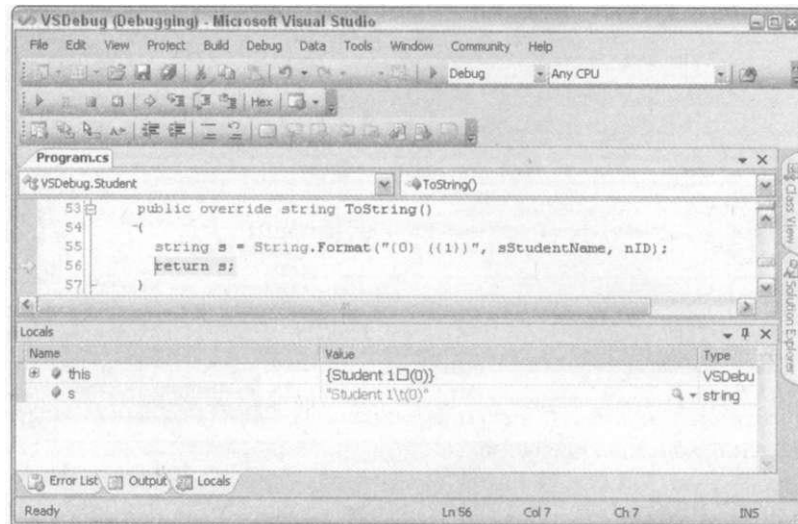 VSDebug (Debugging) - Microsoft Visual Studio
File Edit View Project Build Debug Data Tools Window Community Help
Debug Any CPU
Hex
Program.cs
VSDebug.Student ToString()
53 public override string ToString()
54 {
55 string s = String.Format("{0} ({1})", sStudentName, nID);
56 return s;
57 }
Locals
Name Value Type
this {Student 1□(0)} VSDebu
s "Student 1\t(0)" string
Error List Output Locals
Ready Ln 56 Col 7 Ch 7 INS
Class View
Solution Explorer